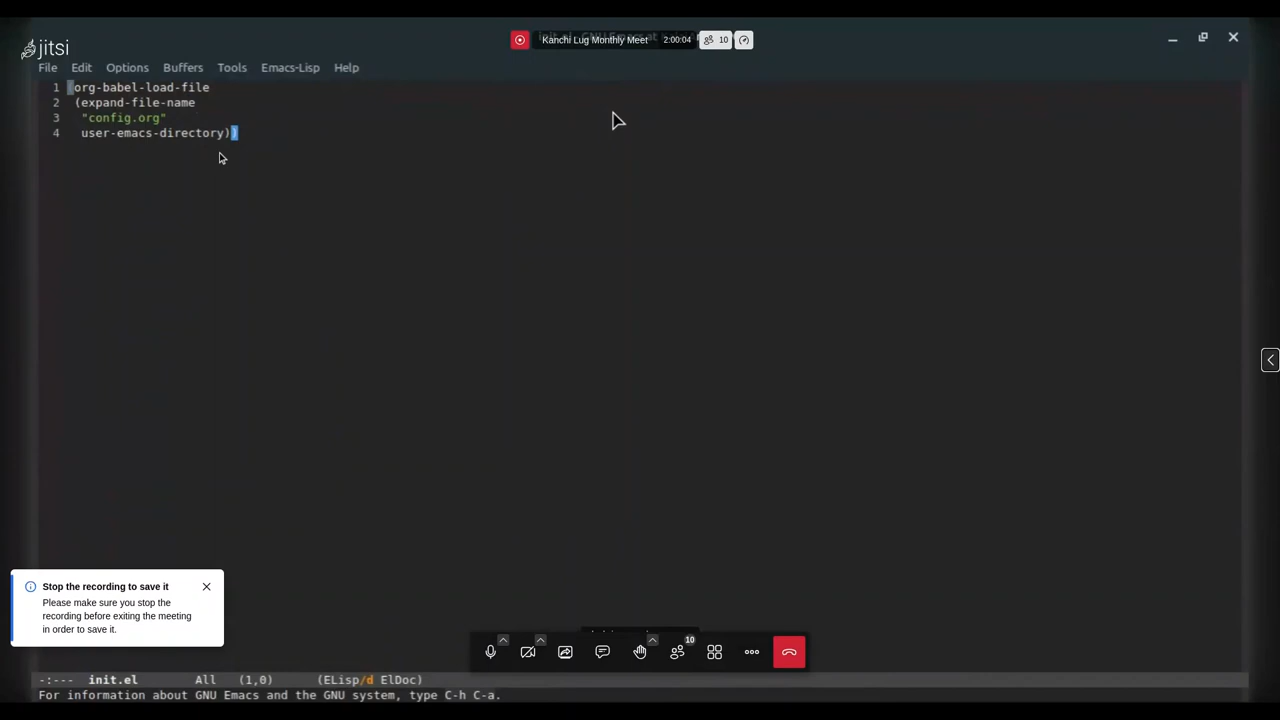 jitsi
Kanchi Lug Monthly Meet 2:00:04 10
File Edit Options Buffers Tools Emacs-Lisp Help
1 org-babel-load-file
2 (expand-file-name
3 "config.org"
4 user-emacs-directory))
Stop the recording to save it
Please make sure you stop the
recording before exiting the meeting
in order to save it.
10
-:--- init.el All (1,0) (ELisp/d ElDoc)
For information about GNU Emacs and the GNU system, type C-h C-a.